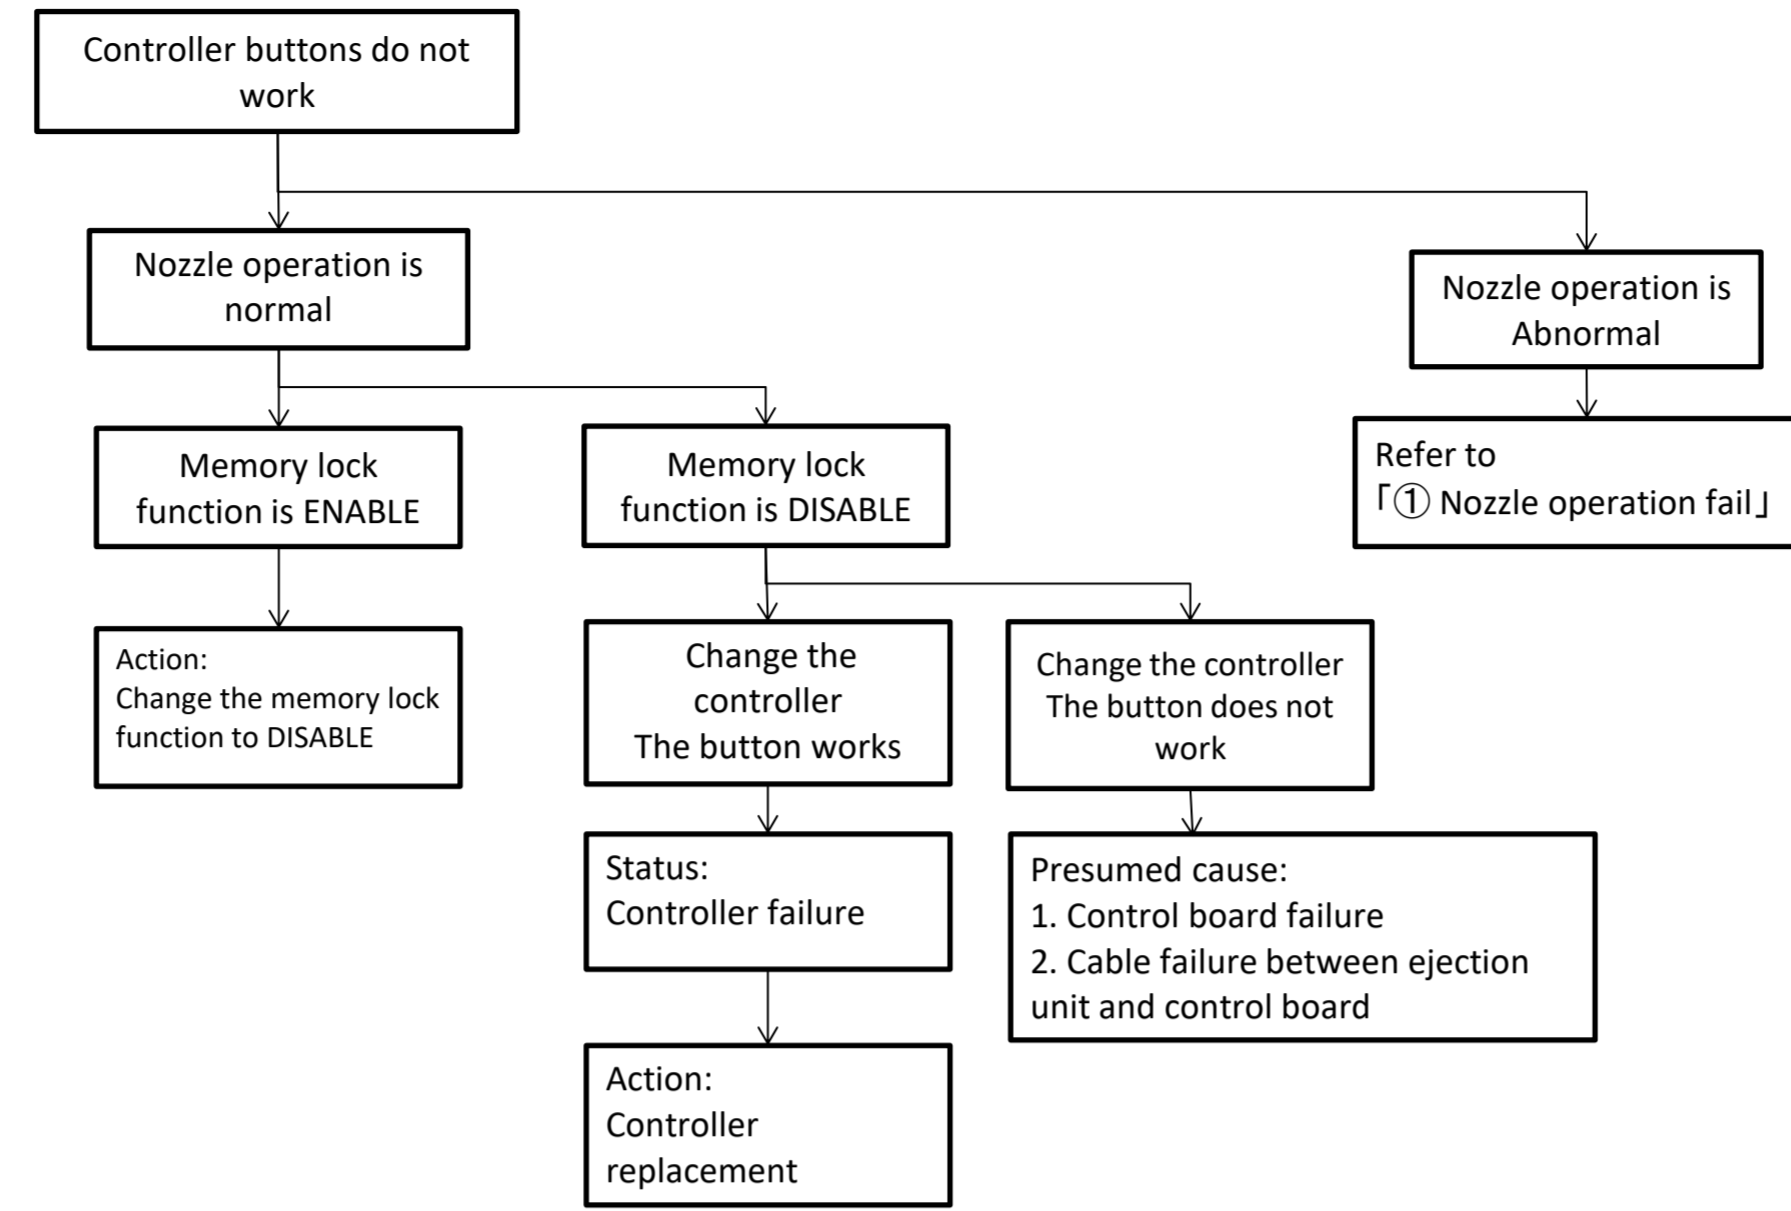 Controller buttons do not
work
Nozzle operation is
normal
Nozzle operation is
Abnormal
Memory lock
function is ENABLE
Memory lock
function is DISABLE
Refer to
「① Nozzle operation fail」
Action:
Change the memory lock
function to DISABLE
Change the
controller
The button works
Change the controller
The button does not
work
Status:
Controller failure
Presumed cause:
1. Control board failure
2. Cable failure between ejection
unit and control board
Action:
Controller
replacement